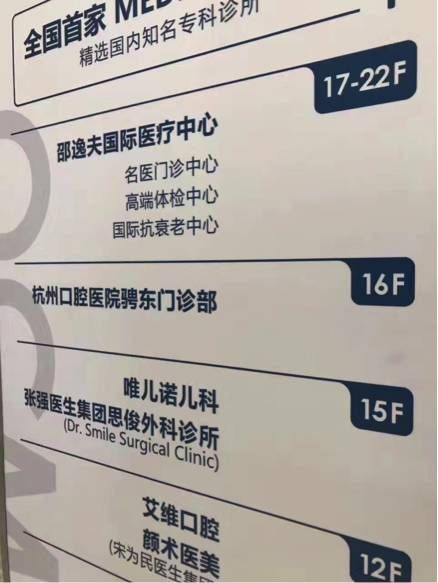 全国首家 MED
精选国内知名专科诊所
17-22F
邵逸夫国际医疗中心
名医门诊中心
高端体检中心
国际抗衰老中心
16F
杭州口腔医院骋东门诊部
15F
唯儿诺儿科
张强医生集团思俊外科诊所
(Dr. Smile Surgical Clinic)
12F
艾维口腔
颜术医美
(宋为民医生集团